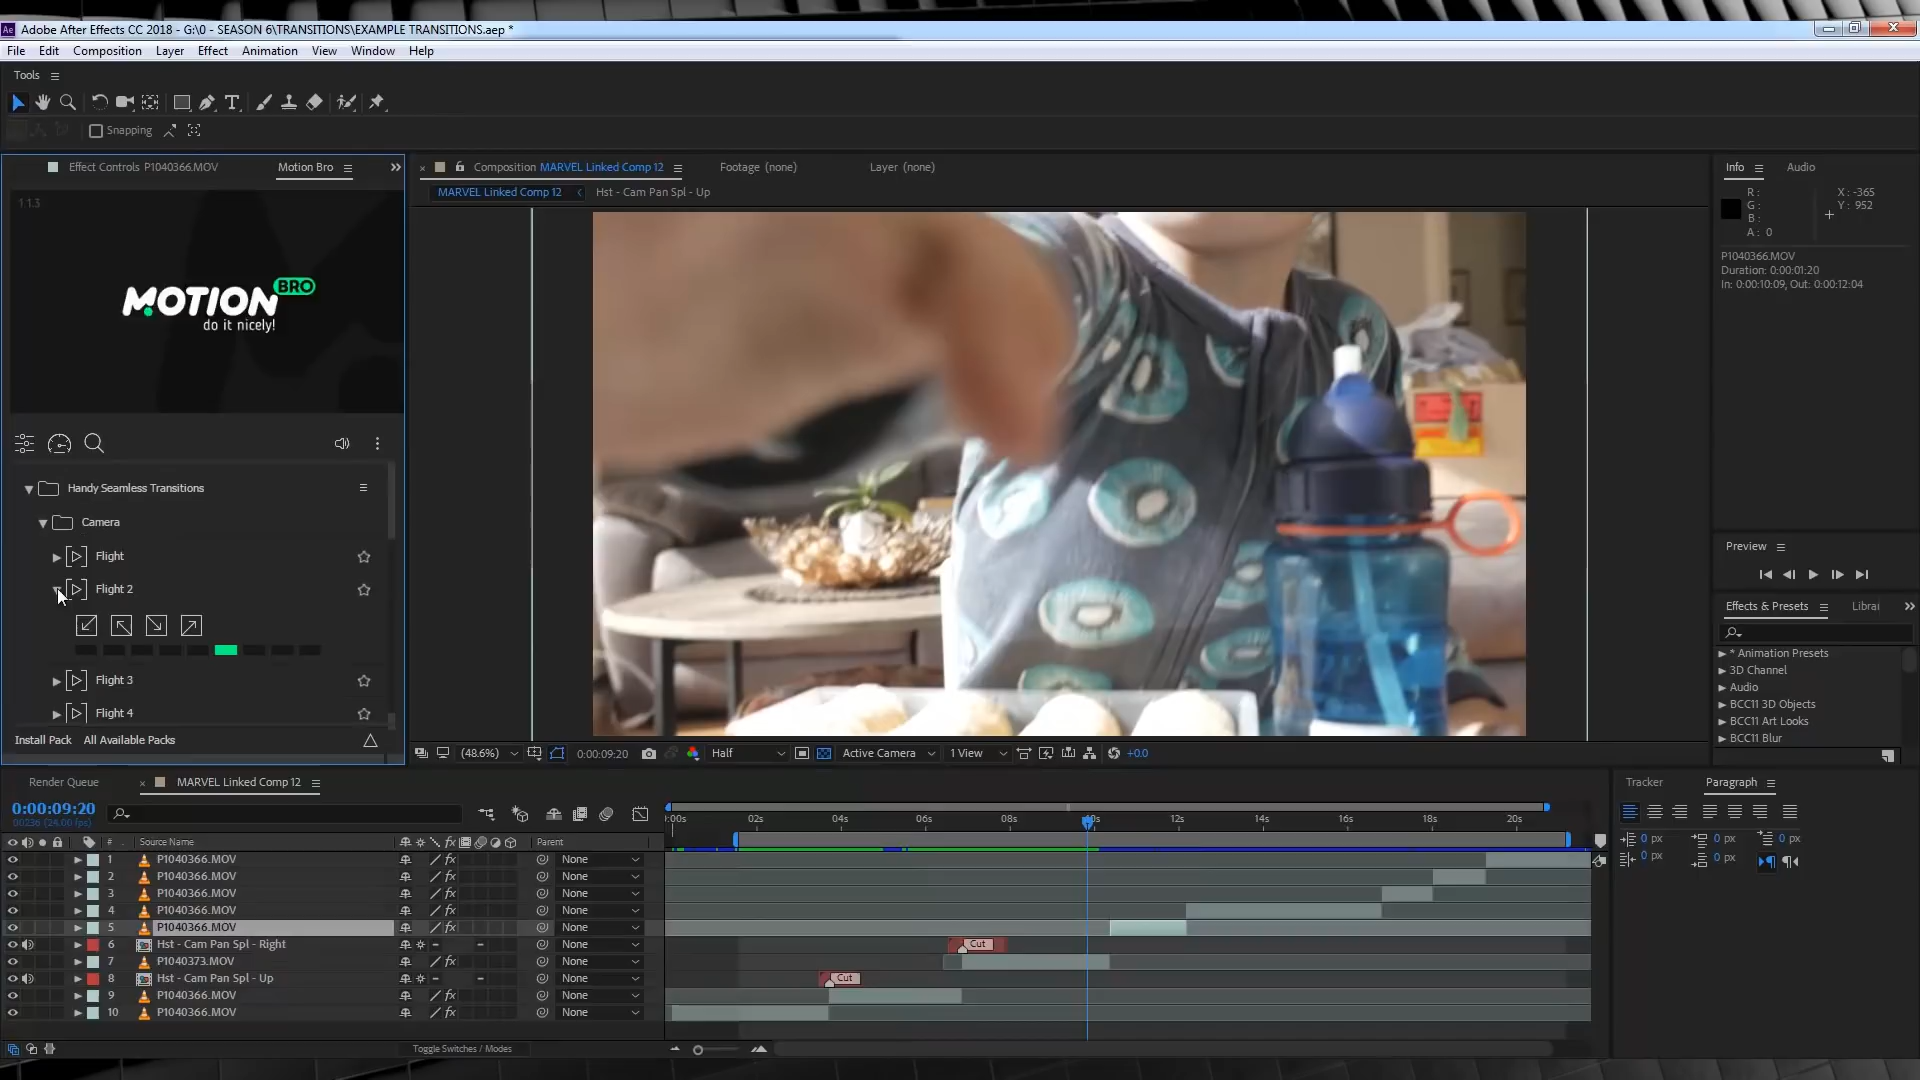 Adobe After Effects CC 2018 - G:\0 - SEASON 6\TRANSITIONS\EXAMPLE TRANSITIONS.aep *
File Edit Composition Layer Effect Animation View Window Help
Tools
Snapping
Effect Controls P1040366.MOV Motion Bro
Composition MARVEL Linked Comp 12 Footage (none) Layer (none)
MARVEL Linked Comp 12 Hst - Cam Pan Spl - Up
1.1.3
MOTION BRO
do it nicely!
Handy Seamless Transitions
Camera
Flight
Flight 2
Flight 3
Flight 4
Install Pack All Available Packs
(48.6%) 0:00:09:20 Half Active Camera 1 View +0.0
Info Audio
R : X : -365
G : Y : 952
B :
A : 0
P1040366.MOV
Duration: 0:00:01:20
In: 0:00:10:09, Out: 0:00:12:04
Preview
Effects & Presets Librai
* Animation Presets
3D Channel
Audio
BCC11 3D Objects
BCC11 Art Looks
BCC11 Blur
Render Queue MARVEL Linked Comp 12
0:00:09:20
00236 (24.00 fps)
# Source Name Parent
1 P1040366.MOV None
2 P1040366.MOV None
3 P1040366.MOV None
4 P1040366.MOV None
5 P1040366.MOV None
6 Hst - Cam Pan Spl - Right None
7 P1040373.MOV None
8 Hst - Cam Pan Spl - Up None
9 P1040366.MOV None
10 P1040366.MOV None
Toggle Switches / Modes
:00s 02s 04s 06s 08s 12s 14s 16s 18s 20s
Cut
Cut
Tracker Paragraph
0 px 0 px 0 px
0 px 0 px